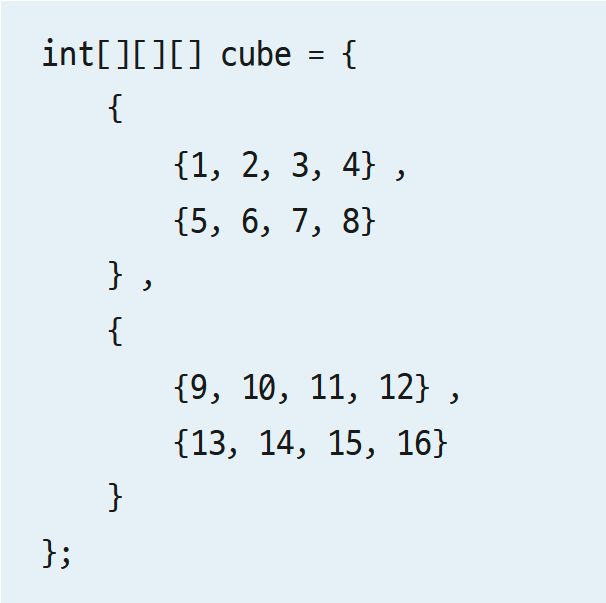 int[][][] cube = {
{
{1, 2, 3, 4} ,
{5, 6, 7, 8}
} ,
{
{9, 10, 11, 12} ,
{13, 14, 15, 16}
}
};